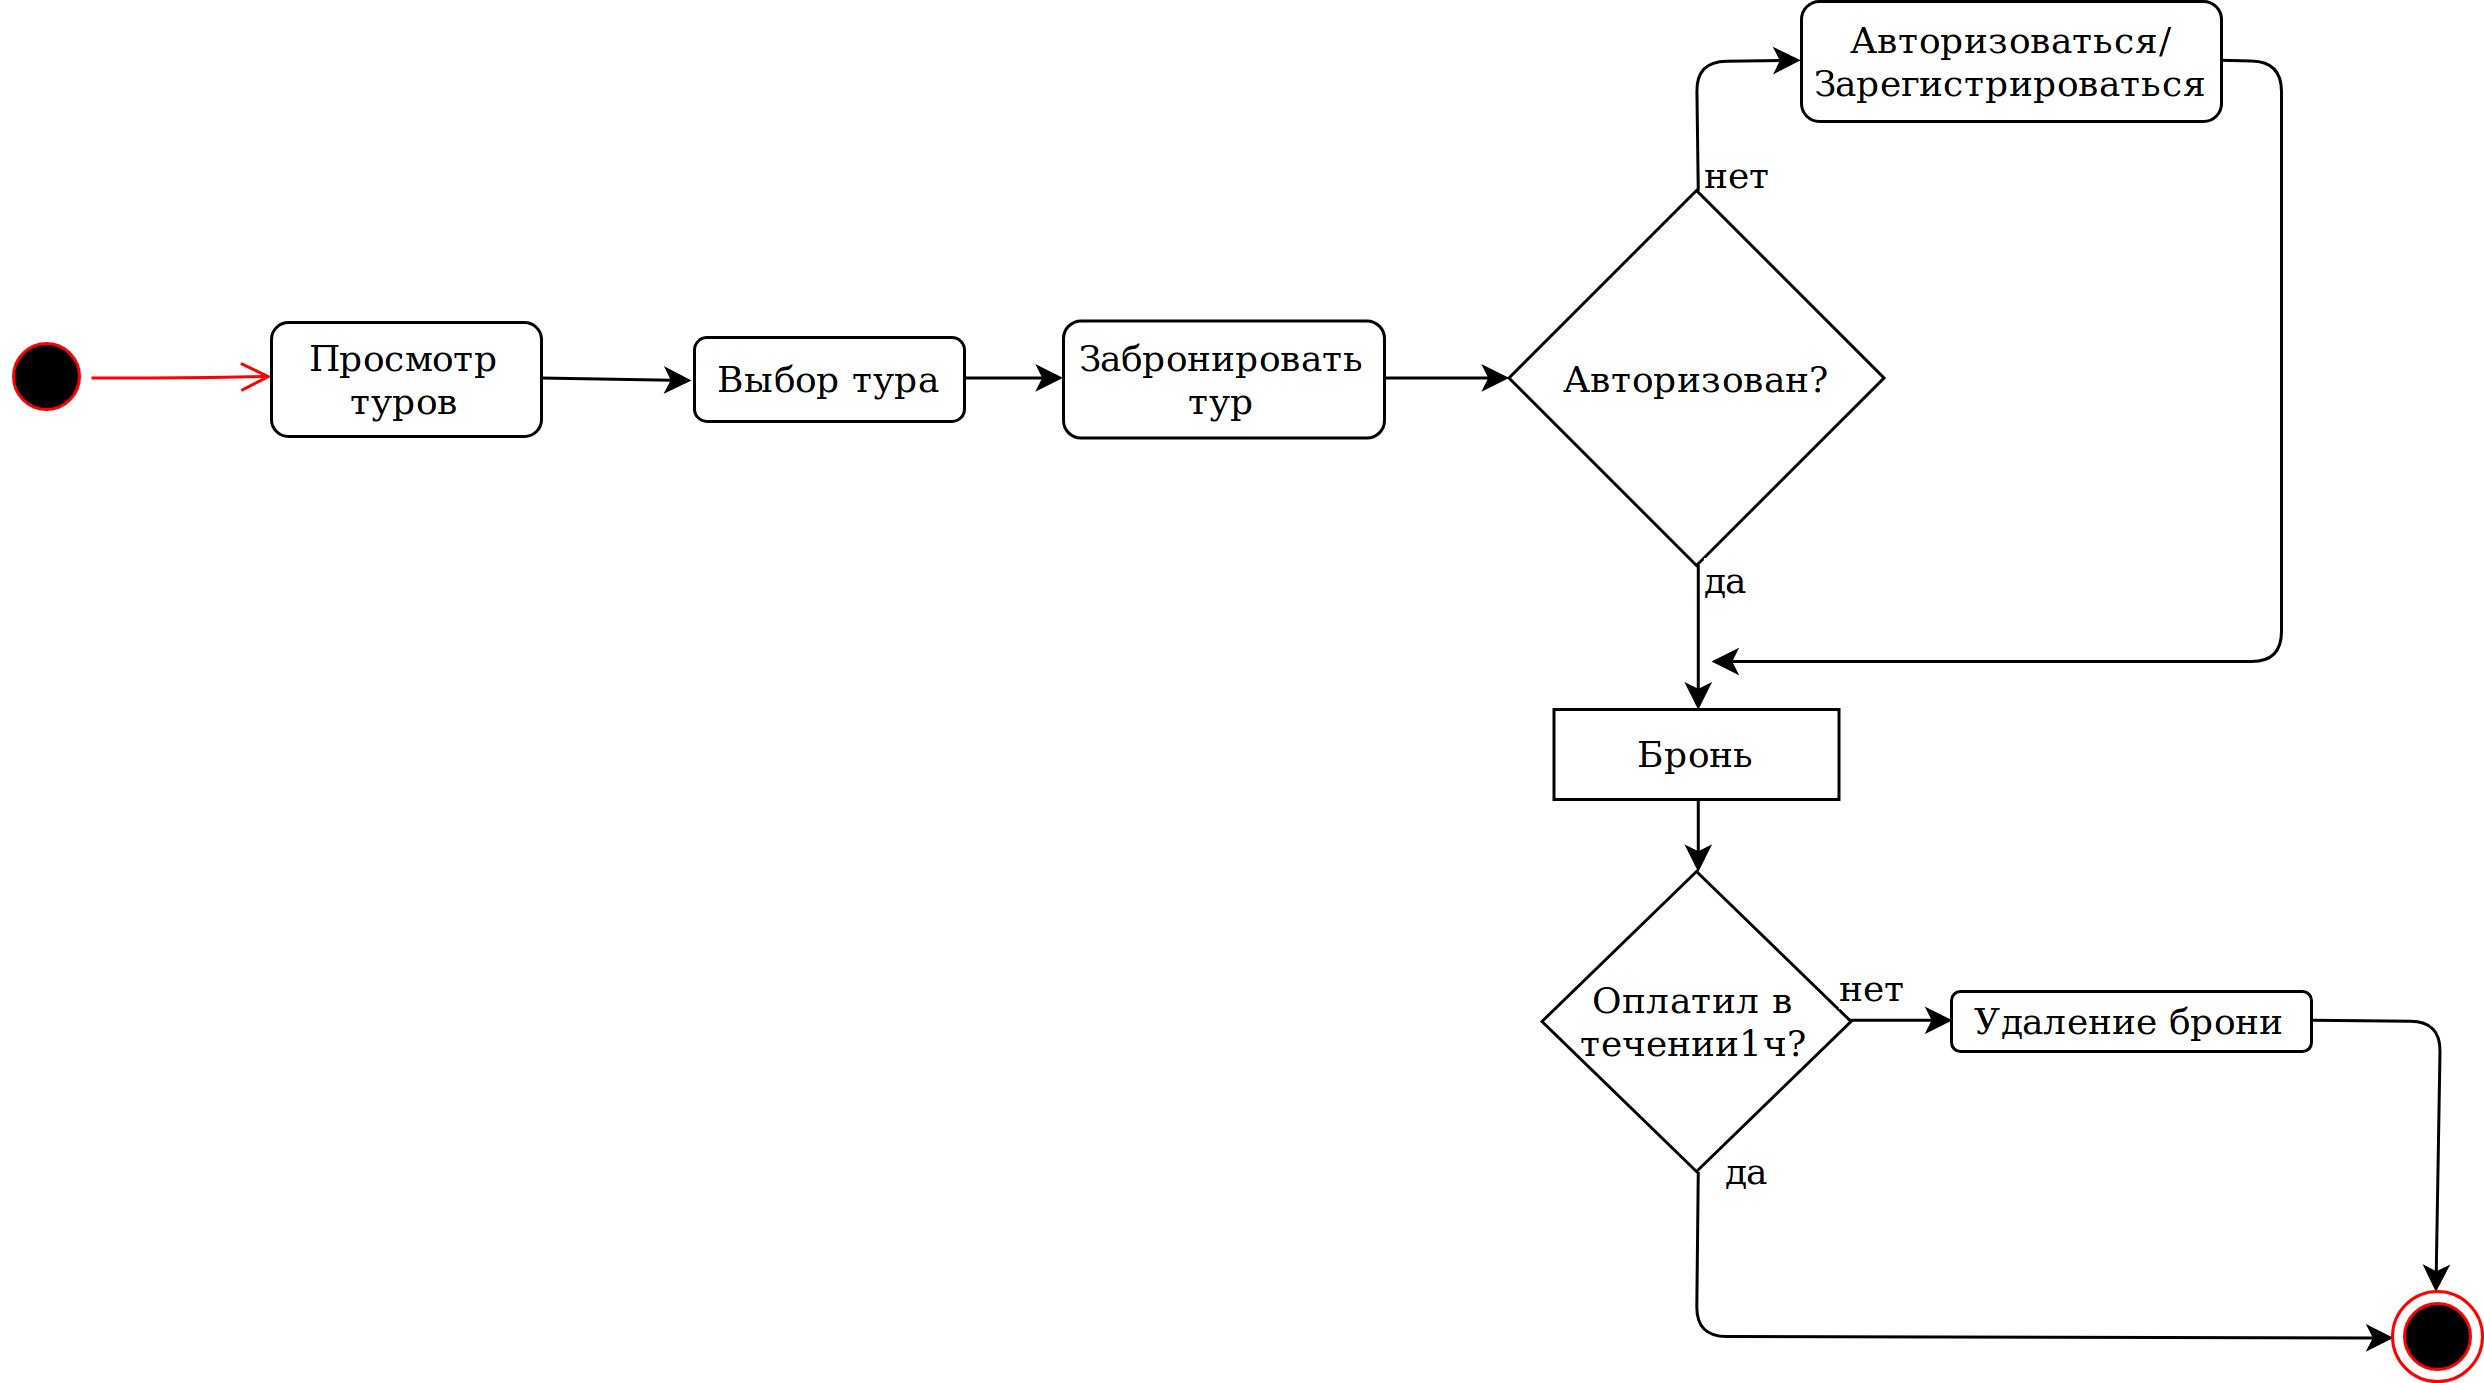 Авторизоваться/
Зарегистрироваться
нет
Просмотр
туров
Выбор тура
Забронировать
тур
Авторизован?
да
Бронь
Оплатил в
течении1ч?
нет
Удаление брони
да